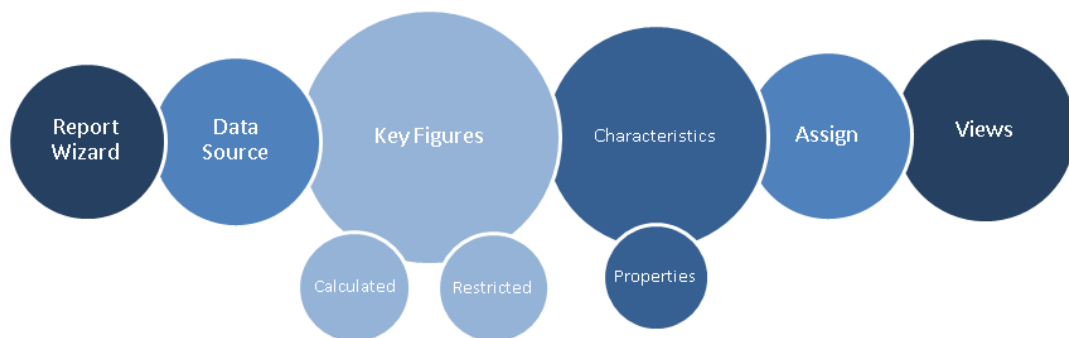 Report
Wizard
Data
Source
Key Figures
Characteristics
Assign
Views
Calculated
Restricted
Properties